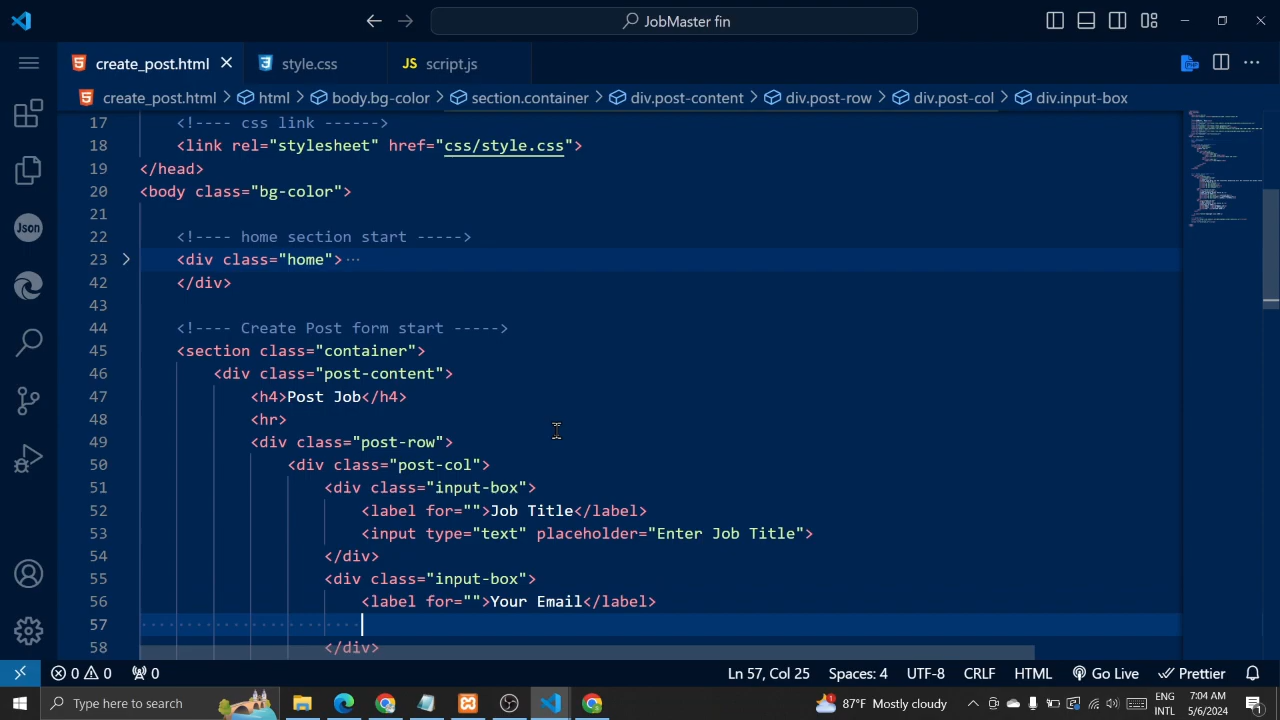 JobMaster fin
create_post.html
style.css
JS script.js
create_post.html > html > body.bg-color > section.container > div.post-content > div.post-row > div.post-col > div.input-box
17 <!---- css link ------>
18 <link rel="stylesheet" href="css/style.css">
19 </head>
20 <body class="bg-color">
21
22 <!---- home section start ----->
23 <div class="home">···
42 </div>
43
44 <!---- Create Post form start ----->
45 <section class="container">
46 <div class="post-content">
47 <h4>Post Job</h4>
48 <hr>
49 <div class="post-row">
50 <div class="post-col">
51 <div class="input-box">
52 <label for="">Job Title</label>
53 <input type="text" placeholder="Enter Job Title">
54 </div>
55 <div class="input-box">
56 <label for="">Your Email</label>
57
58 </div>
Json
0 0 0 Ln 57, Col 25 Spaces: 4 UTF-8 CRLF HTML Go Live Prettier
Type here to search
87°F Mostly cloudy
ENG
INTL
7:04 AM
5/6/2024